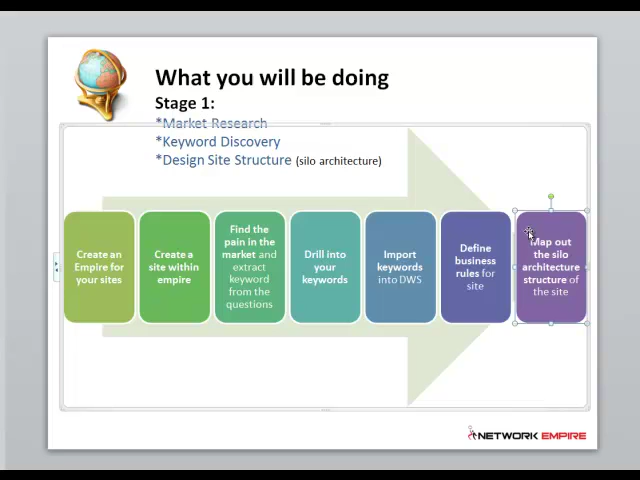 What you will be doing
Stage 1:
*Market Research
*Keyword Discovery
*Design Site Structure (silo architecture)
Create an
Empire for
your sites
Create a
site within
empire
Find the
pain in the
market and
extract
keyword
from the
questions
Drill into
your
keywords
Import
keywords
into DWS
Define
business
rules for
site
Map out
the silo
architecture
structure of
the site
NETWORK EMPIRE